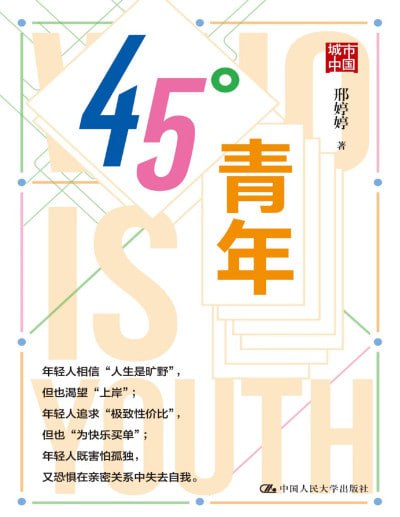 WHO
IS
YOUTH
45°
青年
城市
中国
邢婷婷
著
年轻人相信“人生是旷野”，
但也渴望“上岸”；
年轻人追求“极致性价比”，
但也“为快乐买单”；
年轻人既害怕孤独，
又恐惧在亲密关系中失去自我。
中国人民大学出版社